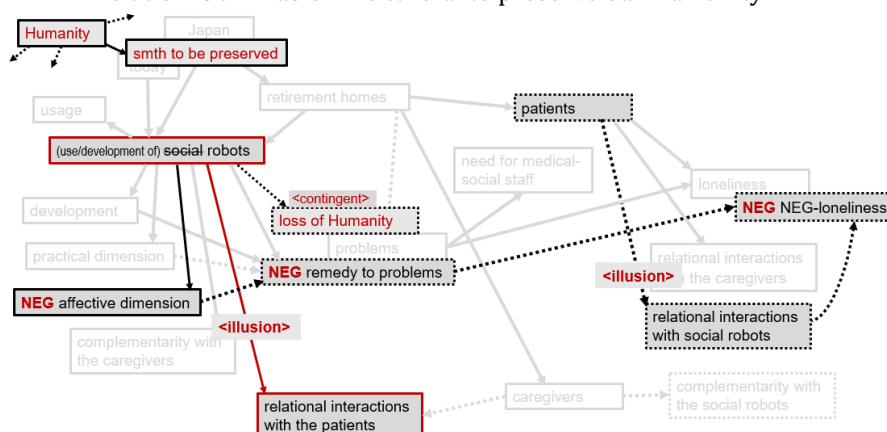 Humanity
Japan
smth to be preserved
today
retirement homes
usage
patients
(use/development of) social robots
need for medical-
social staff
loneliness
<contingent>
development
loss of Humanity
NEG NEG-loneliness
problems
practical dimension
relational interactions
with the caregivers
NEG remedy to problems
<illusion>
NEG affective dimension
relational interactions
with social robots
<illusion>
complementarity with
the caregivers
relational interactions
with the patients
caregivers
complementarity with
the social robots